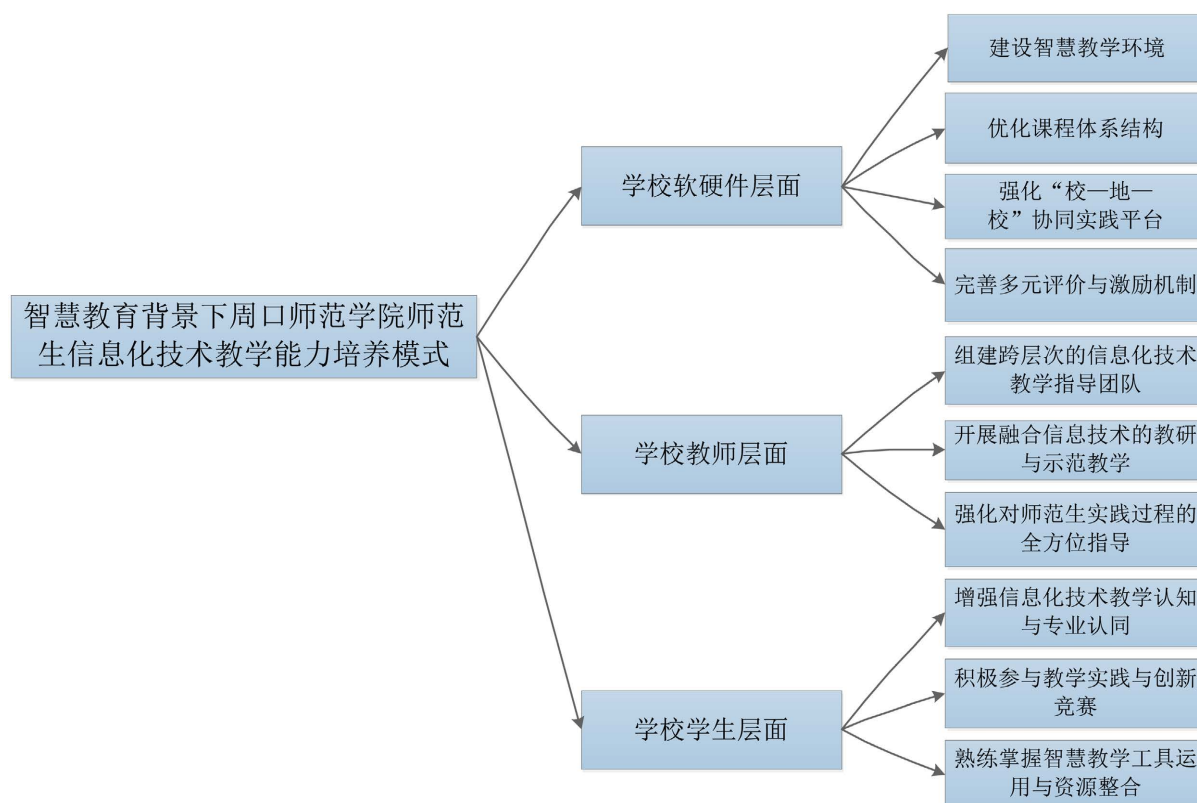 智慧教育背景下周口师范学院师范
生信息化技术教学能力培养模式
学校软硬件层面
建设智慧教学环境
优化课程体系结构
强化“校—地—
校”协同实践平台
完善多元评价与激励机制
学校教师层面
组建跨层次的信息化技术
教学指导团队
开展融合信息技术的教研
与示范教学
强化对师范生实践过程的
全方位指导
学校学生层面
增强信息化技术教学认知
与专业认同
积极参与教学实践与创新
竞赛
熟练掌握智慧教学工具运
用与资源整合